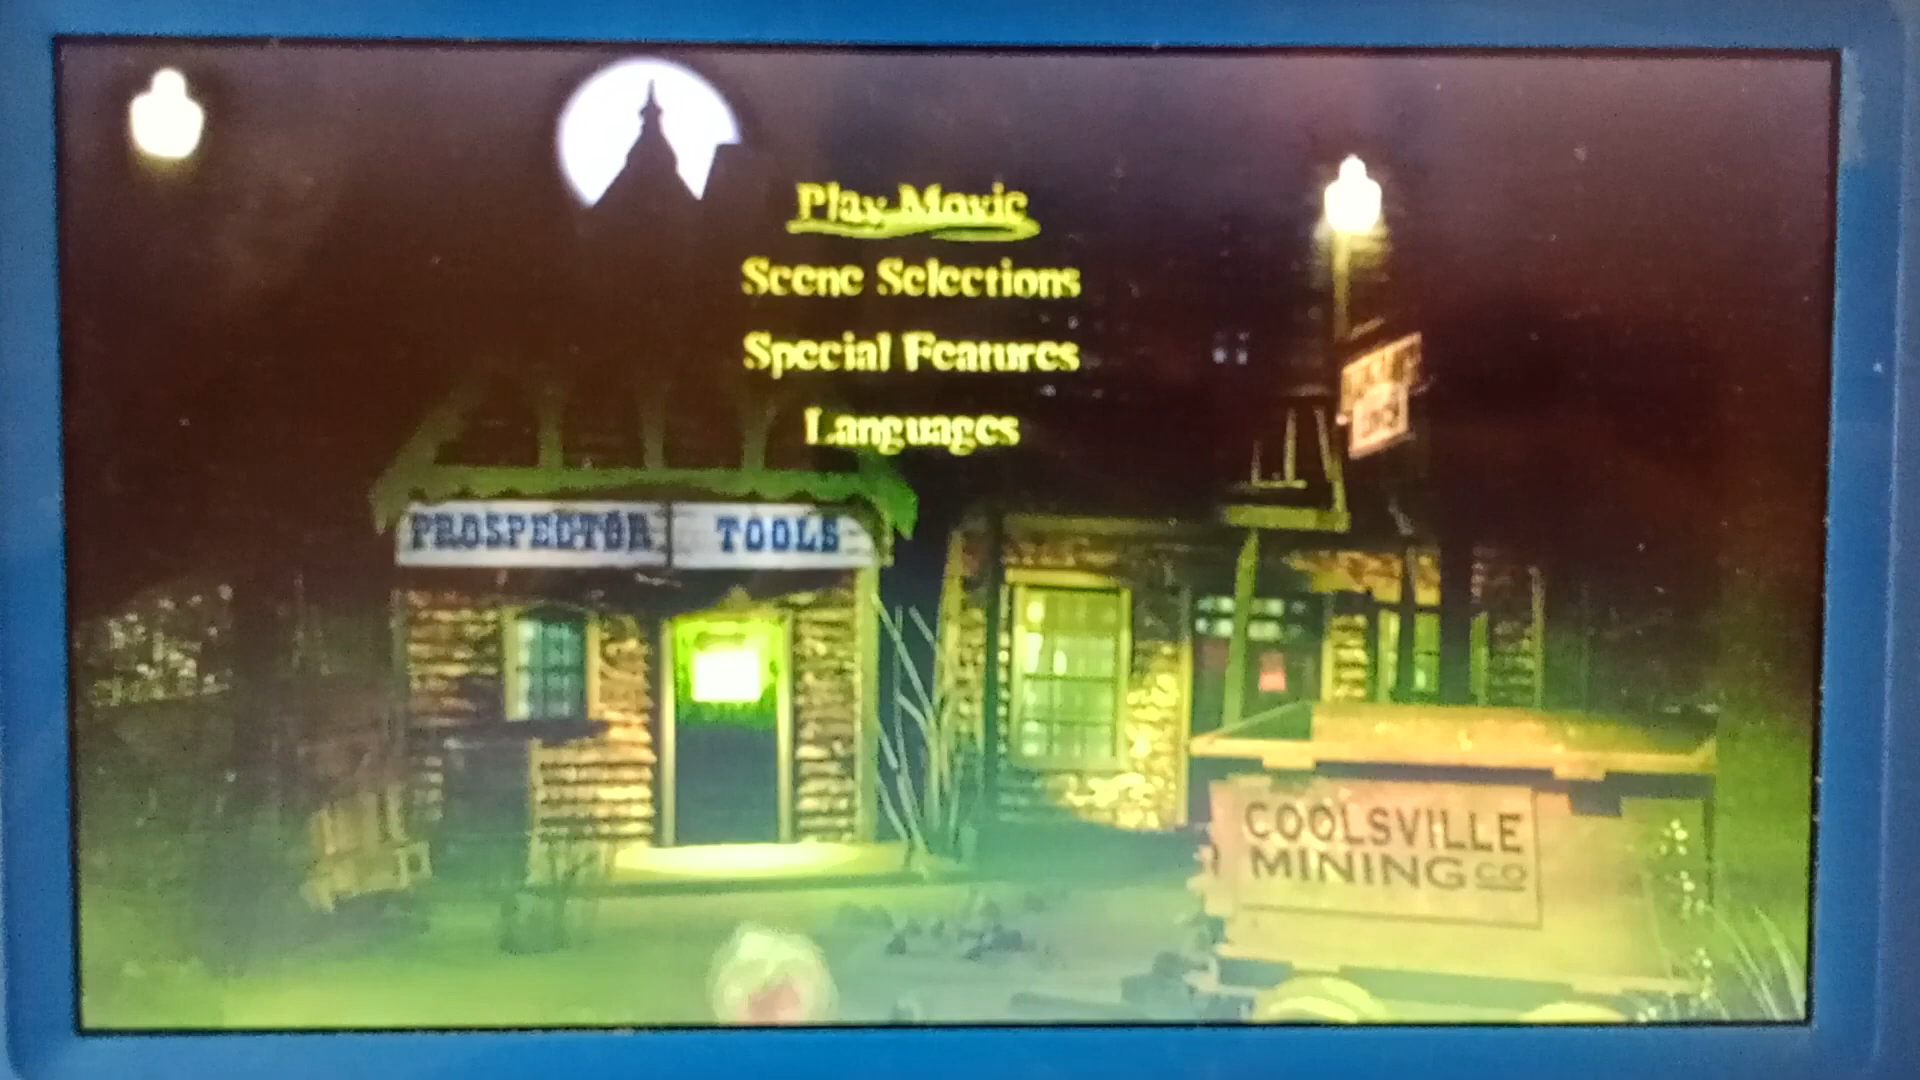 Play Movie
Scene Selections
Special Features
Languages
PROSPECTOR TOOLS
COOLSVILLE
MINING CO